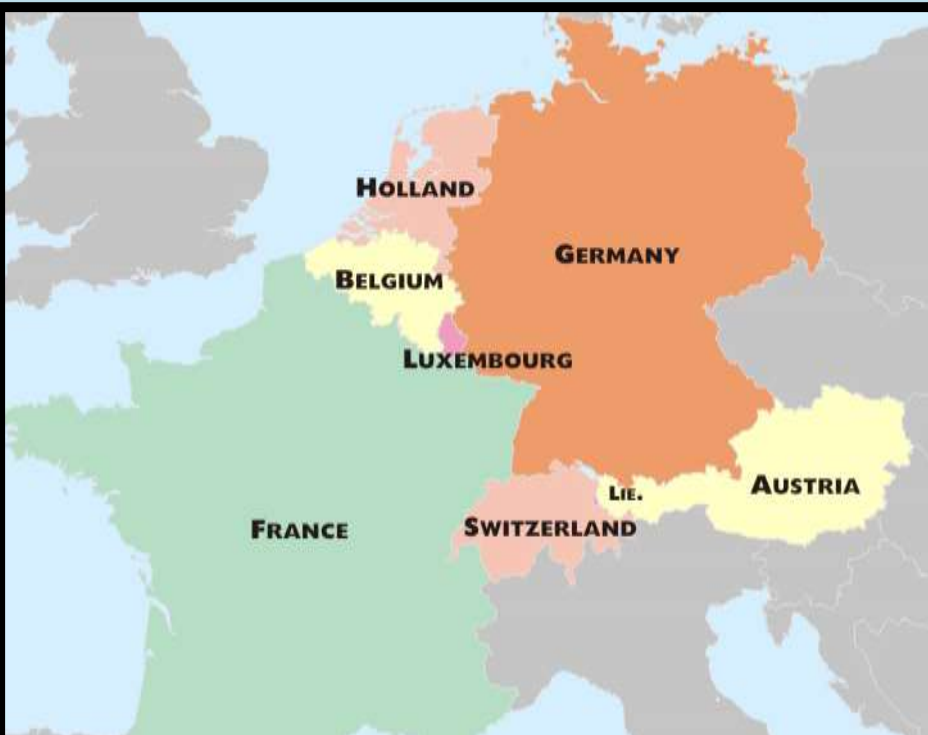 HOLLAND
GERMANY
BELGIUM
LUXEMBOURG
LIE.
AUSTRIA
FRANCE
SWITZERLAND